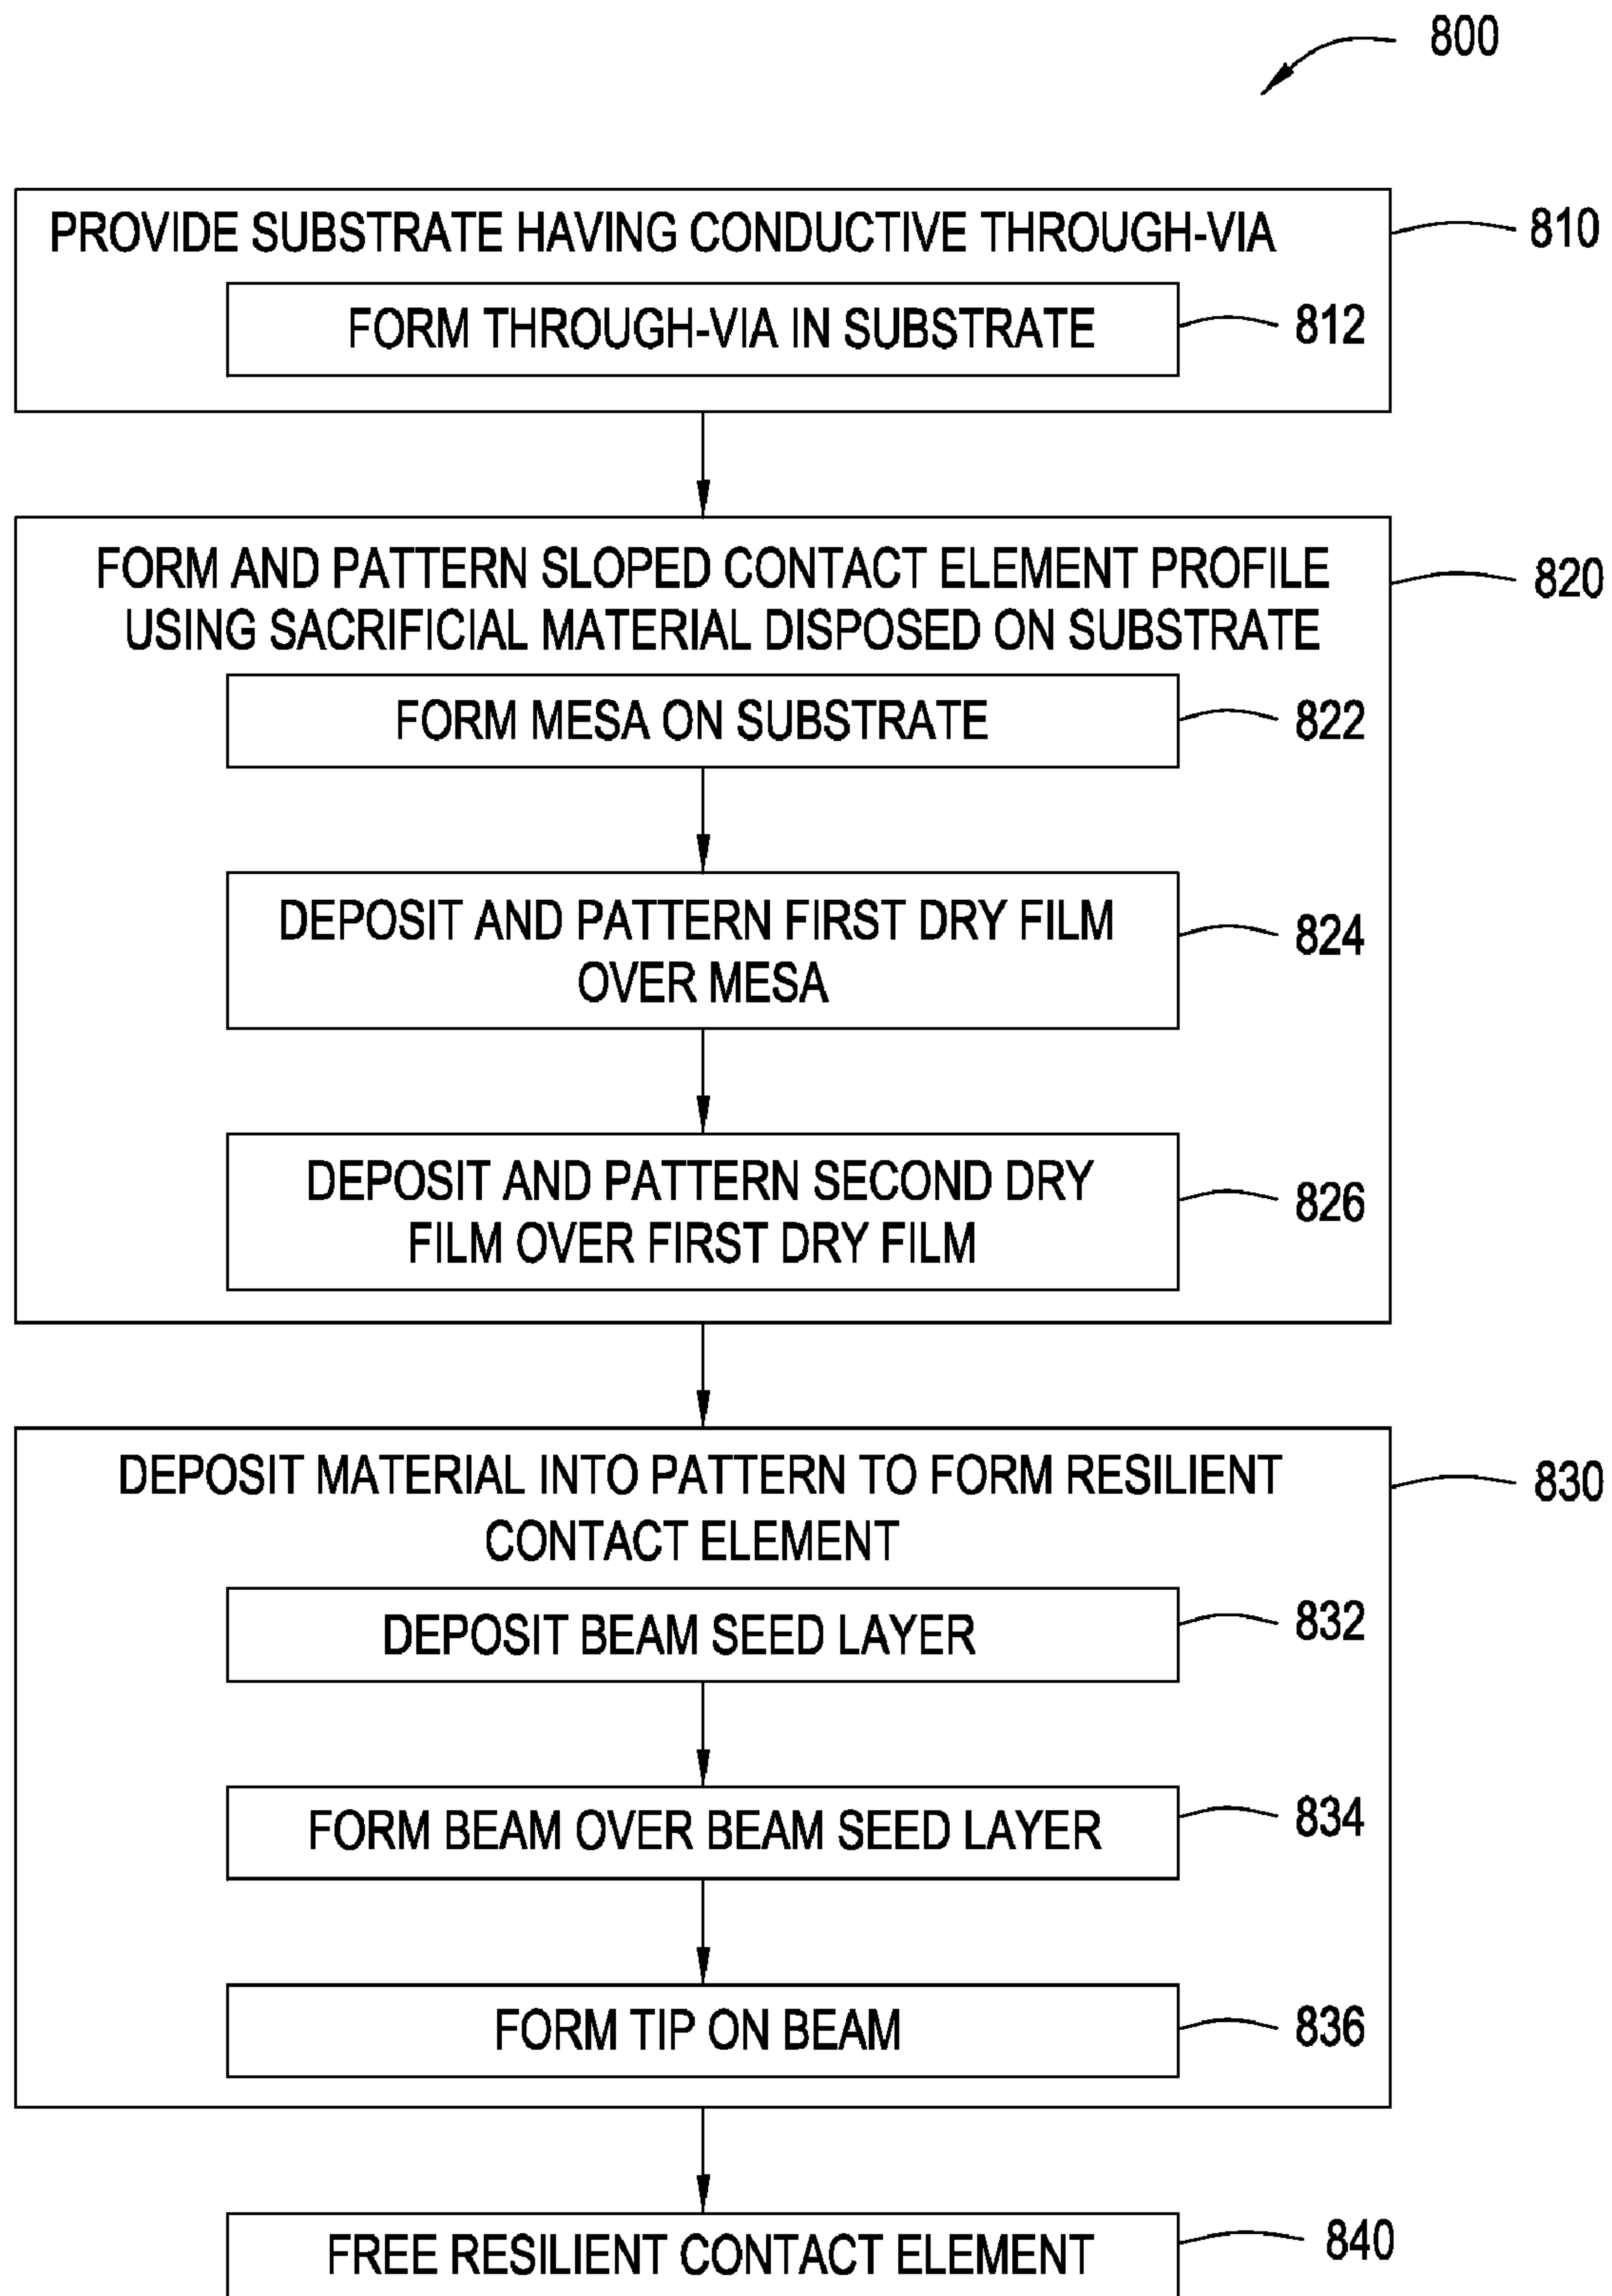 800
PROVIDE SUBSTRATE HAVING CONDUCTIVE THROUGH-VIA
810
FORM THROUGH-VIA IN SUBSTRATE
812
FORM AND PATTERN SLOPED CONTACT ELEMENT PROFILE
USING SACRIFICIAL MATERIAL DISPOSED ON SUBSTRATE
820
FORM MESA ON SUBSTRATE
822
DEPOSIT AND PATTERN FIRST DRY FILM
OVER MESA
824
DEPOSIT AND PATTERN SECOND DRY
FILM OVER FIRST DRY FILM
826
DEPOSIT MATERIAL INTO PATTERN TO FORM RESILIENT
CONTACT ELEMENT
830
DEPOSIT BEAM SEED LAYER
832
FORM BEAM OVER BEAM SEED LAYER
834
FORM TIP ON BEAM
836
FREE RESILIENT CONTACT ELEMENT
840